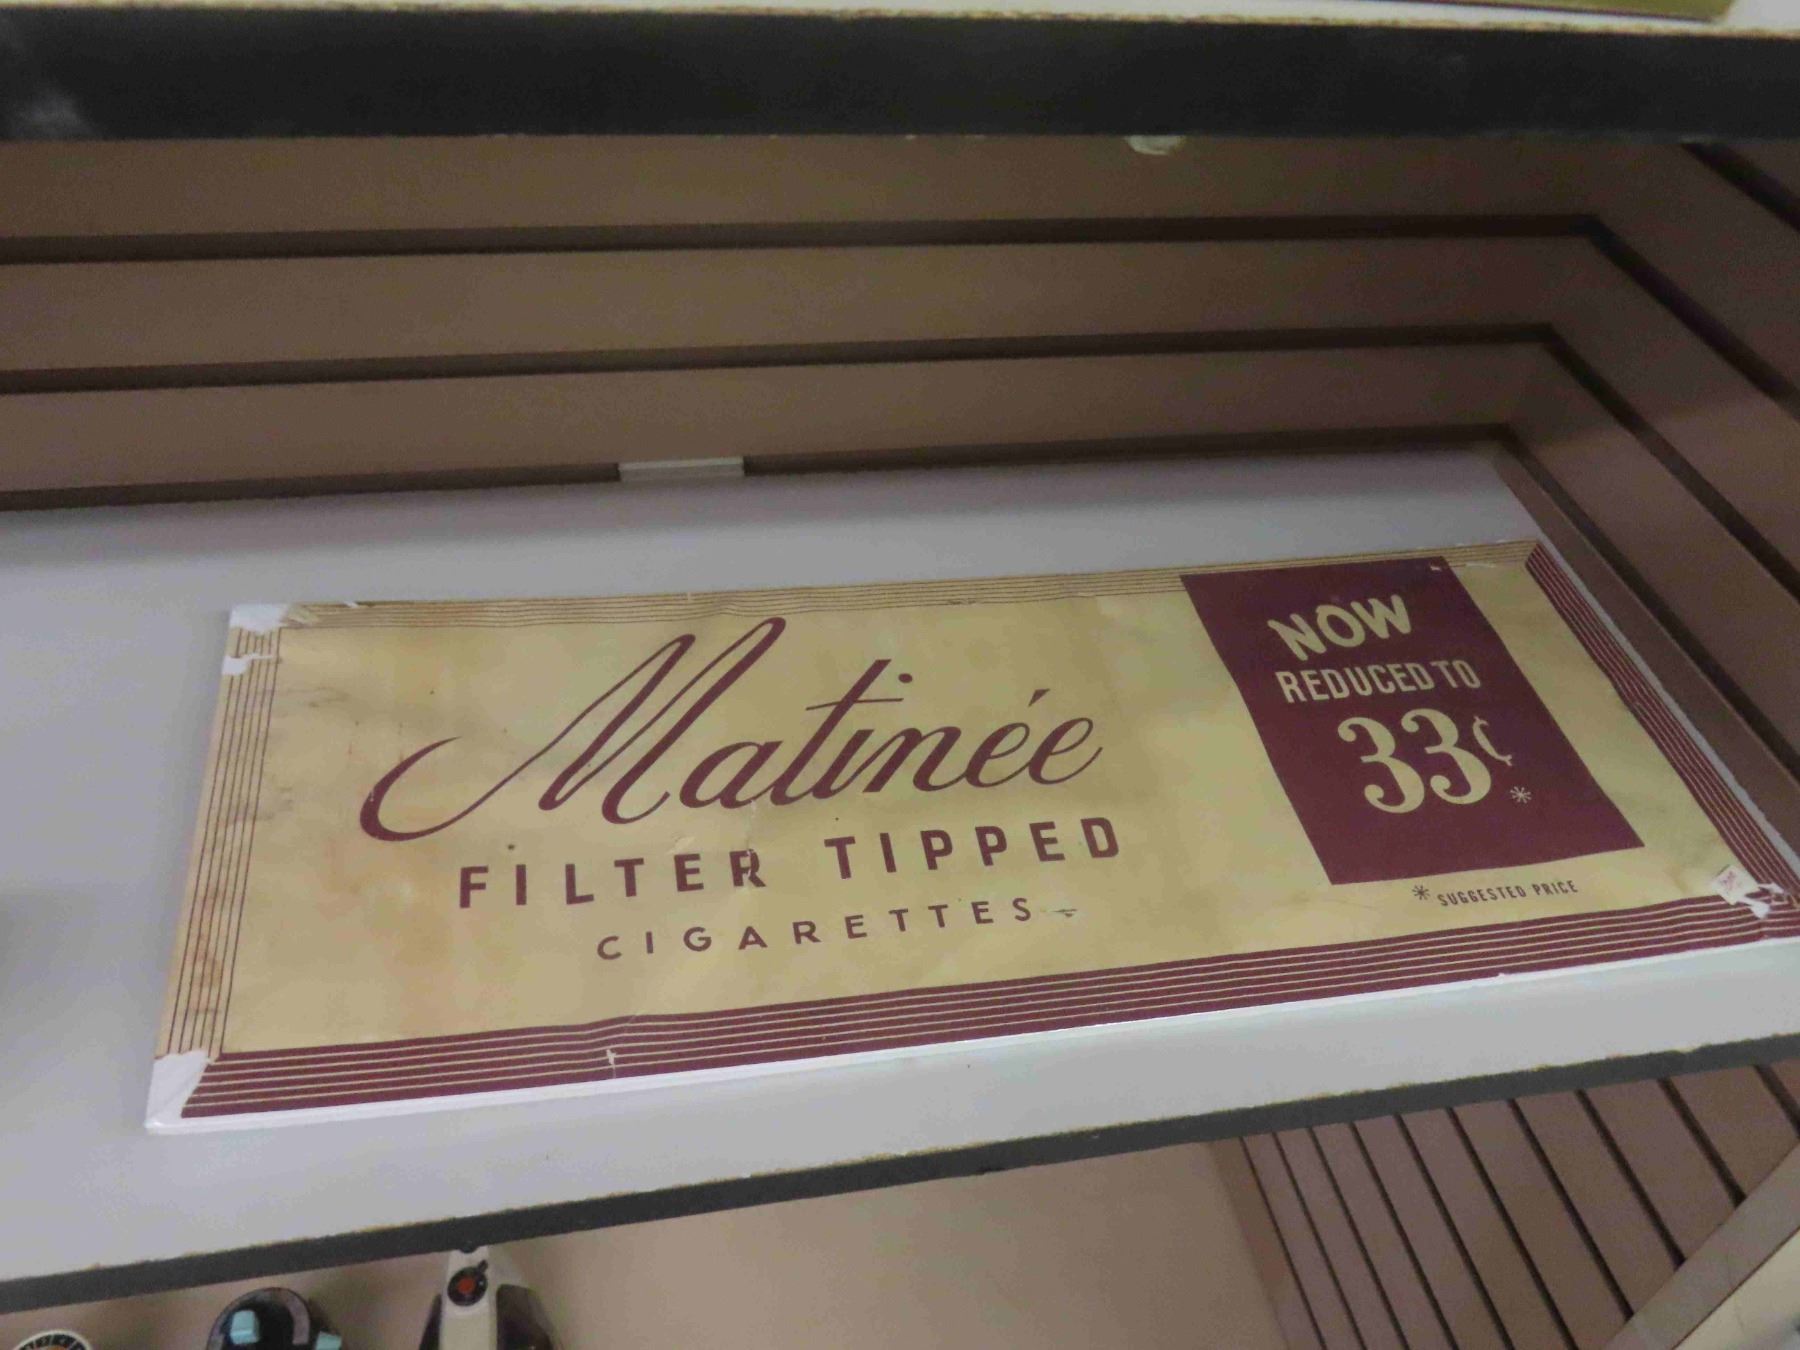 Matinée
FILTER TIPPED
CIGARETTES
NOW
REDUCED TO
33¢*
* SUGGESTED PRICE